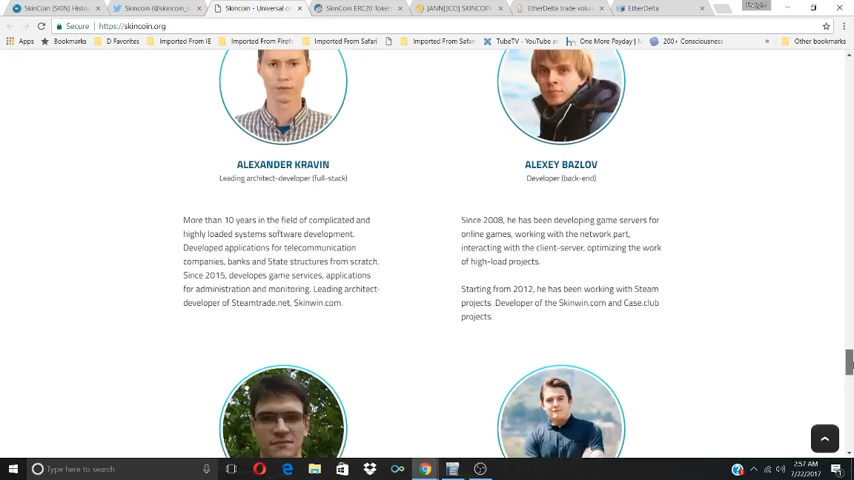 SkinCoin (SKIN) Histor
SkinCoin (@skincoin_o
Skincoin - Universal c
SkinCoin ERC20 Token
[ANN][ICO] SKINCOIN
EtherDelta trade volum
EtherDelta
Secure
https://skincoin.org
Apps
Bookmarks
D Favorites
Imported From IE
Imported From Firef
Imported From Safari
Imported From Safar
TubeTV - YouTube a
One More Payday | M
200+ Consciousness
»
Other bookmarks
ALEXANDER KRAVIN
Leading architect-developer (full-stack)
More than 10 years in the field of complicated and
highly loaded systems software development.
Developed applications for telecommunication
companies, banks and State structures from scratch.
Since 2015, developes game services, applications
for administration and monitoring. Leading architect-
developer of Steamtrade.net, Skinwin.com.
ALEXEY BAZLOV
Developer (back-end)
Since 2008, he has been developing game servers for
online games, working with the network part,
interacting with the client-server, optimizing the work
of high-load projects.
Starting from 2012, he has been working with Steam
projects. Developer of the Skinwin.com and Case.club
projects.
Type here to search
2:57 AM
7/22/2017